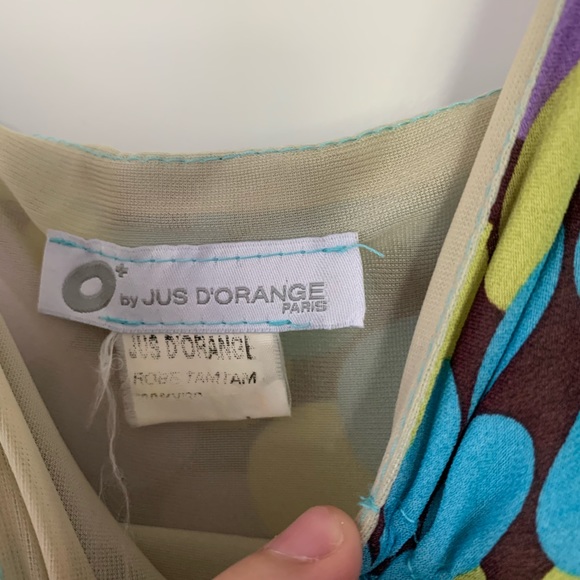 O+ by JUS D'ORANGE
PARIS
JUS D'ORANGE
ROBE TAMTAM